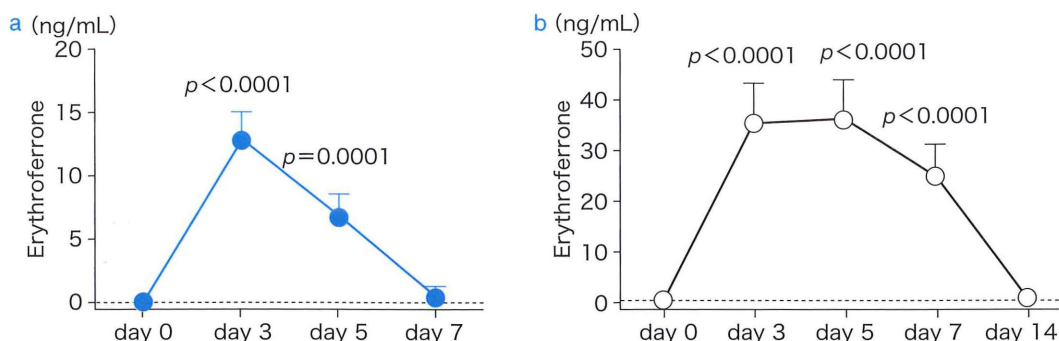 a (ng/mL)
20
15
10
5
0
Erythroferrone
p<0.0001
p=0.0001
day 0 day 3 day 5 day 7
b (ng/mL)
50
40
30
20
10
0
Erythroferrone
p<0.0001
p<0.0001
p<0.0001
day 0 day 3 day 5 day 7 day 14